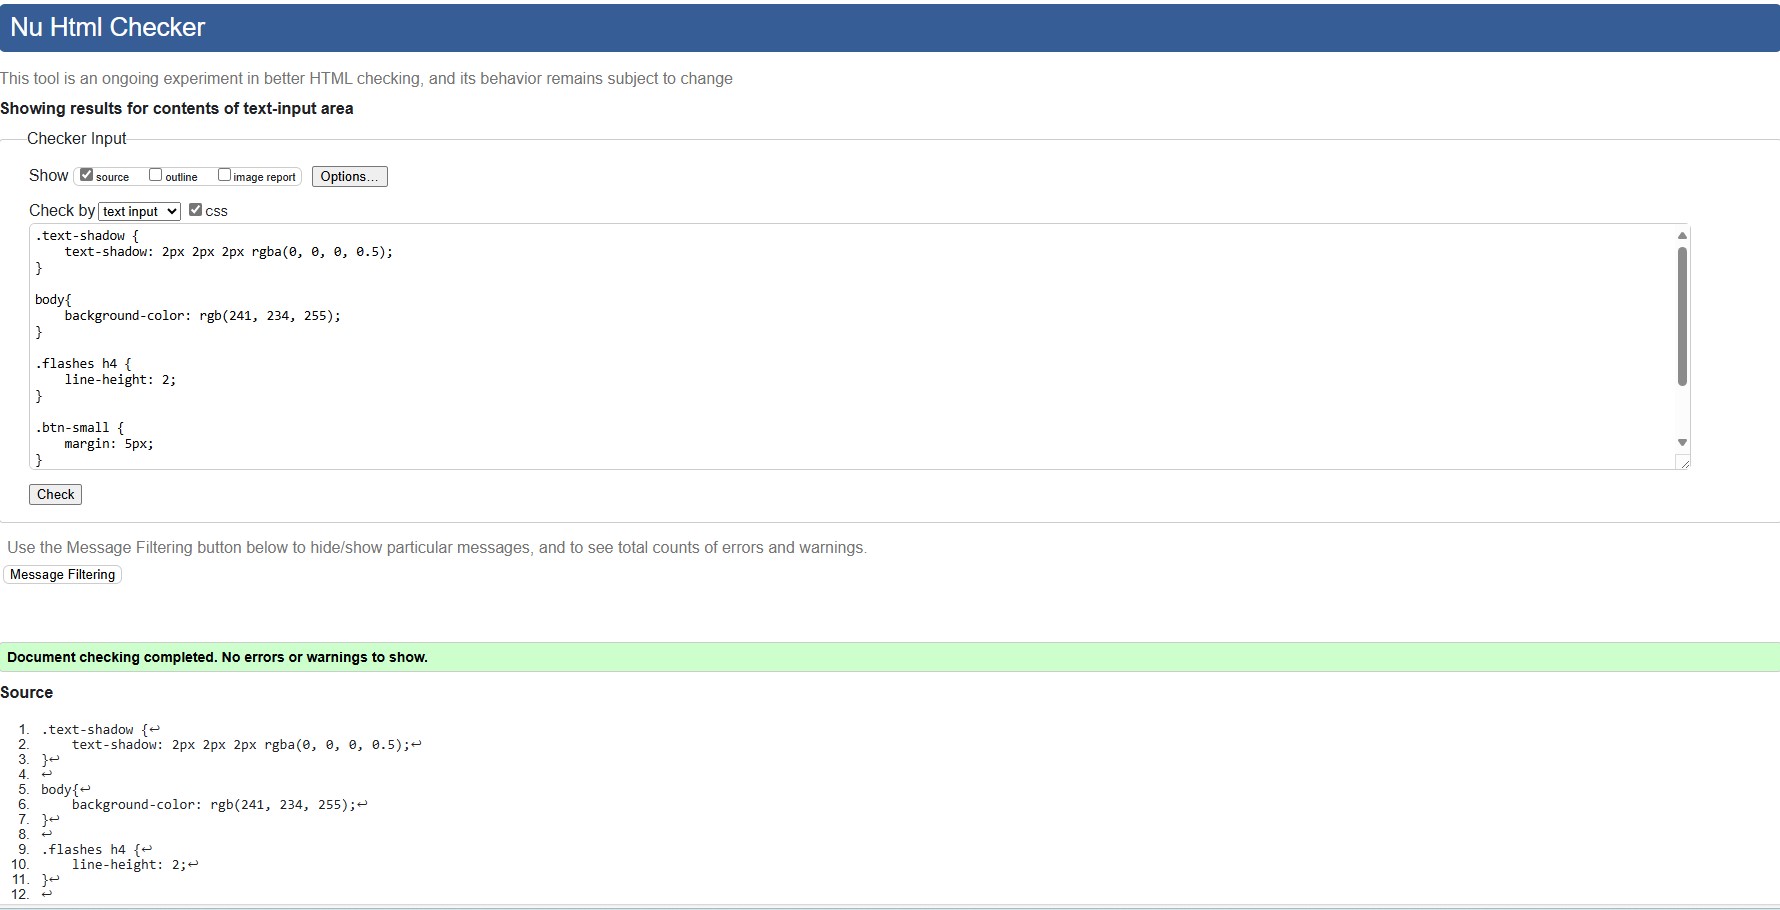 Nu Html Checker
This tool is an ongoing experiment in better HTML checking, and its behavior remains subject to change
Showing results for contents of text-input area
Checker Input
Show source outline image report Options...
Check by text input css
.text-shadow {
    text-shadow: 2px 2px 2px rgba(0, 0, 0, 0.5);
}
body{
    background-color: rgb(241, 234, 255);
}
.flashes h4 {
    line-height: 2;
}
.btn-small {
    margin: 5px;
}
Check
Use the Message Filtering button below to hide/show particular messages, and to see total counts of errors and warnings.
Message Filtering
Document checking completed. No errors or warnings to show.
Source
1. .text-shadow {↩
2.     text-shadow: 2px 2px 2px rgba(0, 0, 0, 0.5);↩
3. }↩
4. ↩
5. body{↩
6.     background-color: rgb(241, 234, 255);↩
7. }↩
8. ↩
9. .flashes h4 {↩
10.     line-height: 2;↩
11. }↩
12. ↩